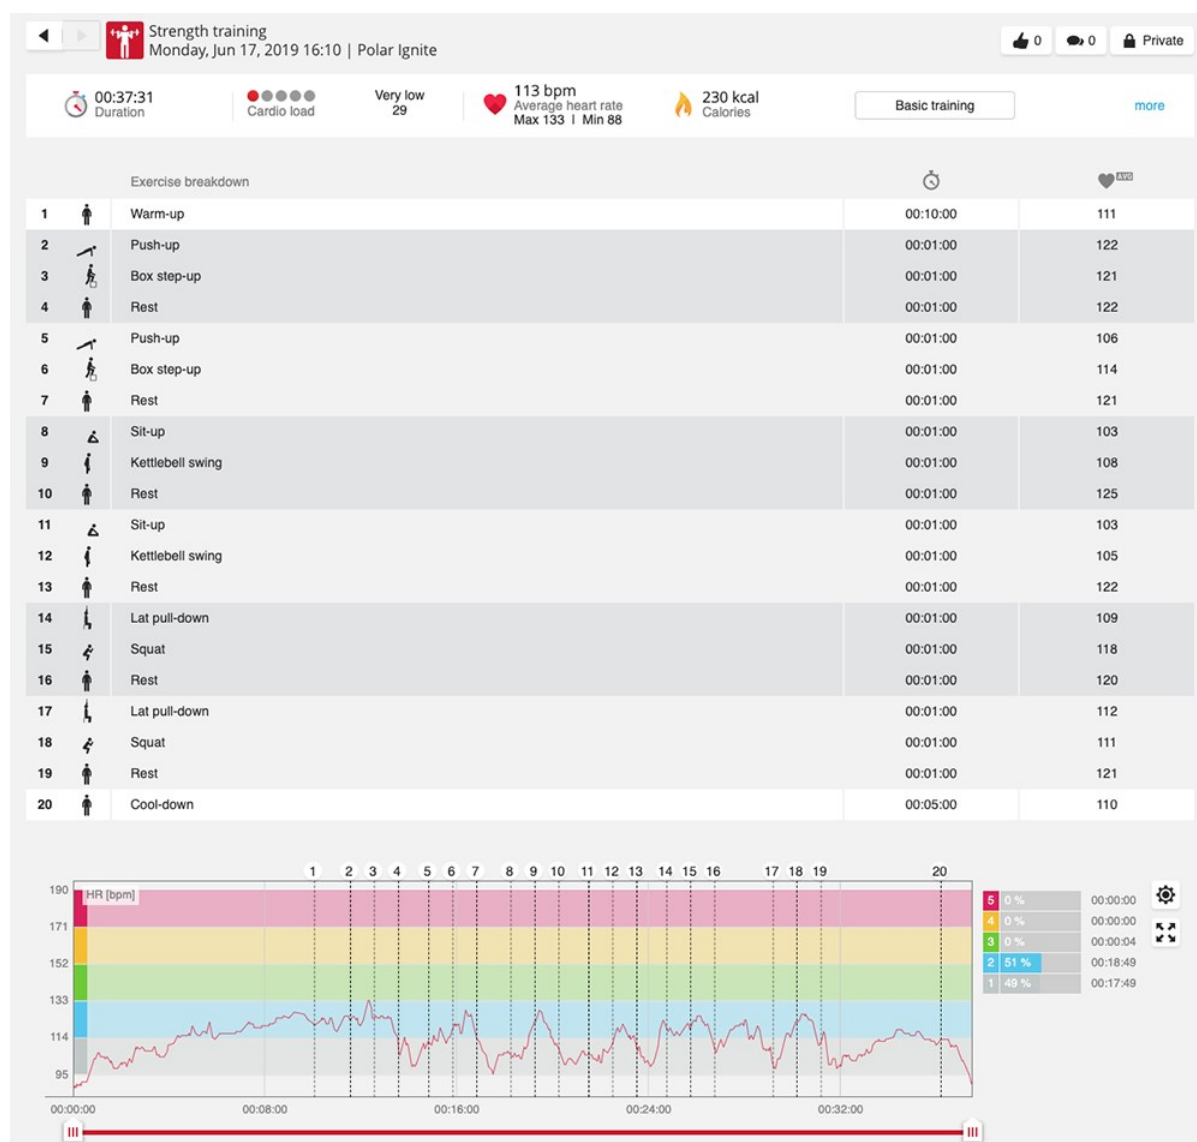 Strength training
Monday, Jun 17, 2019 16:10 | Polar Ignite
0 0 Private
00:37:31
Duration
Cardio load
Very low
29
113 bpm
Average heart rate
Max 133 | Min 88
230 kcal
Calories
Basic training
more
Exercise breakdown AVG
1 Warm-up 00:10:00 111
2 Push-up 00:01:00 122
3 Box step-up 00:01:00 121
4 Rest 00:01:00 122
5 Push-up 00:01:00 106
6 Box step-up 00:01:00 114
7 Rest 00:01:00 121
8 Sit-up 00:01:00 103
9 Kettlebell swing 00:01:00 108
10 Rest 00:01:00 125
11 Sit-up 00:01:00 103
12 Kettlebell swing 00:01:00 105
13 Rest 00:01:00 122
14 Lat pull-down 00:01:00 109
15 Squat 00:01:00 118
16 Rest 00:01:00 120
17 Lat pull-down 00:01:00 112
18 Squat 00:01:00 111
19 Rest 00:01:00 121
20 Cool-down 00:05:00 110
1 2 3 4 5 6 7 8 9 10 11 12 13 14 15 16 17 18 19 20
HR [bpm]
190
171
152
133
114
95
00:00:00 00:08:00 00:16:00 00:24:00 00:32:00
5 0 % 00:00:00
4 0 % 00:00:00
3 0 % 00:00:04
2 51 % 00:18:49
1 49 % 00:17:49